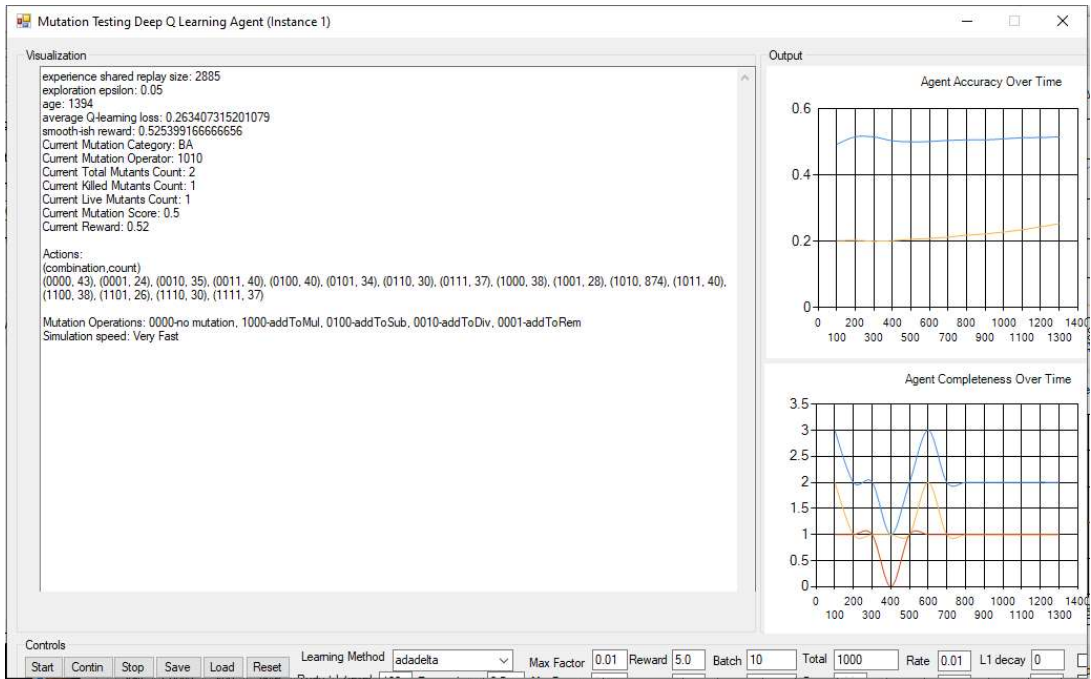 Mutation Testing Deep Q Learning Agent (Instance 1)
Visualization
experience shared replay size: 2885
exploration epsilon: 0.05
age: 1394
average Q-learning loss: 0.263407315201079
smooth-ish reward: 0.525399166666656
Current Mutation Category: BA
Current Mutation Operator: 1010
Current Total Mutants Count: 2
Current Killed Mutants Count: 1
Current Live Mutants Count: 1
Current Mutation Score: 0.5
Current Reward: 0.52
Actions:
(combination,count)
(0000, 43), (0001, 24), (0010, 35), (0011, 40), (0100, 40), (0101, 34), (0110, 30), (0111, 37), (1000, 38), (1001, 28), (1010, 874), (1011, 40),
(1100, 38), (1101, 26), (1110, 30), (1111, 37)
Mutation Operations: 0000-no mutation, 1000-addToMul, 0100-addToSub, 0010-addToDiv, 0001-addToRem
Simulation speed: Very Fast
Output
Agent Accuracy Over Time
0.6
0.4
0.2
0
0 200 400 600 800 1000 1200 1400
100 300 500 700 900 1100 1300
Agent Completeness Over Time
3.5
3
2.5
2
1.5
1
0.5
0
0 200 400 600 800 1000 1200 1400
100 300 500 700 900 1100 1300
Controls
Start Contin Stop Save Load Reset Learning Method adadelta Max Factor 0.01 Reward 5.0 Batch 10 Total 1000 Rate 0.01 L1 decay 0